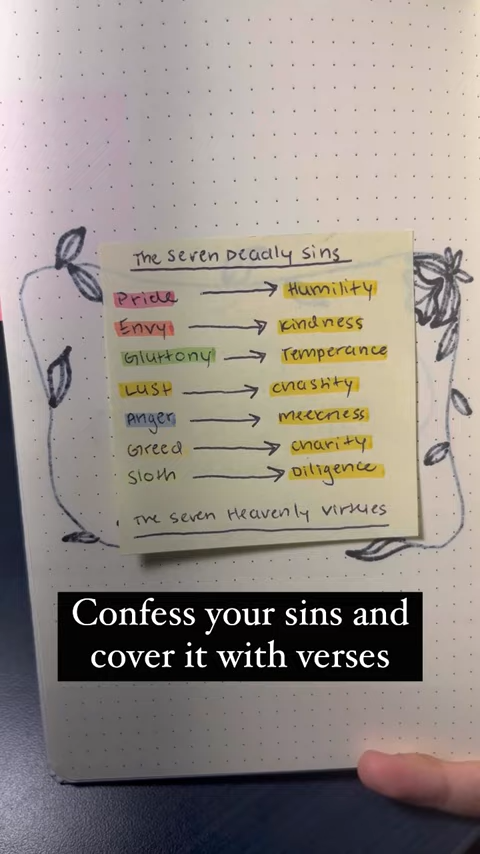 The Seven Deadly Sins
Pride → Humility
Envy → Kindness
Gluttony → Temperance
Lust → Chastity
Anger → Meekness
Greed → Charity
Sloth → Diligence
The Seven Heavenly Virtues
Confess your sins and
cover it with verses